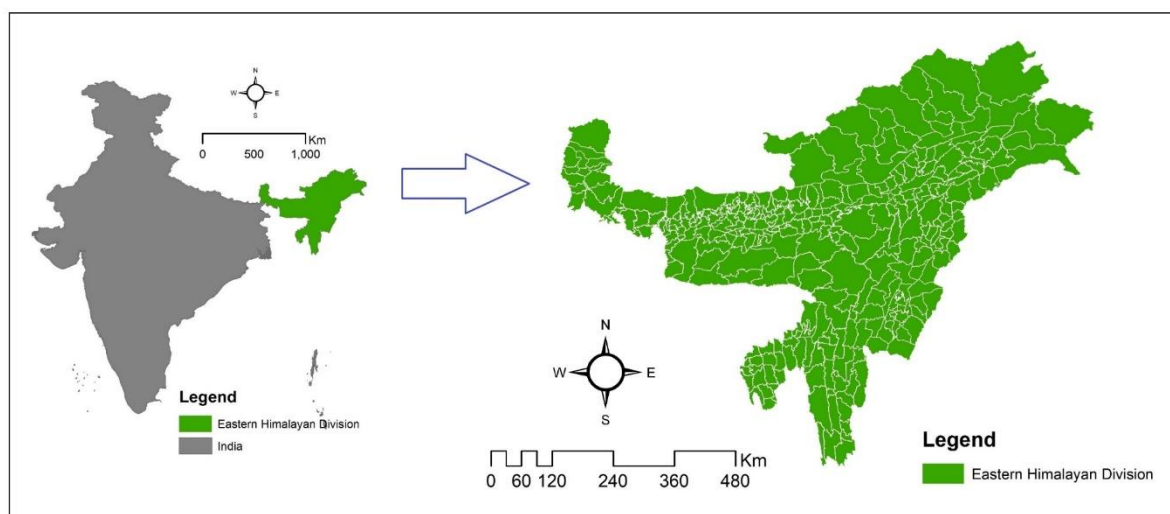 N
W E
S
Km
0 500 1,000
Legend
Eastern Himalayan Division
India
N
W E
S
Km
0 60 120 240 360 480
Legend
Eastern Himalayan Division